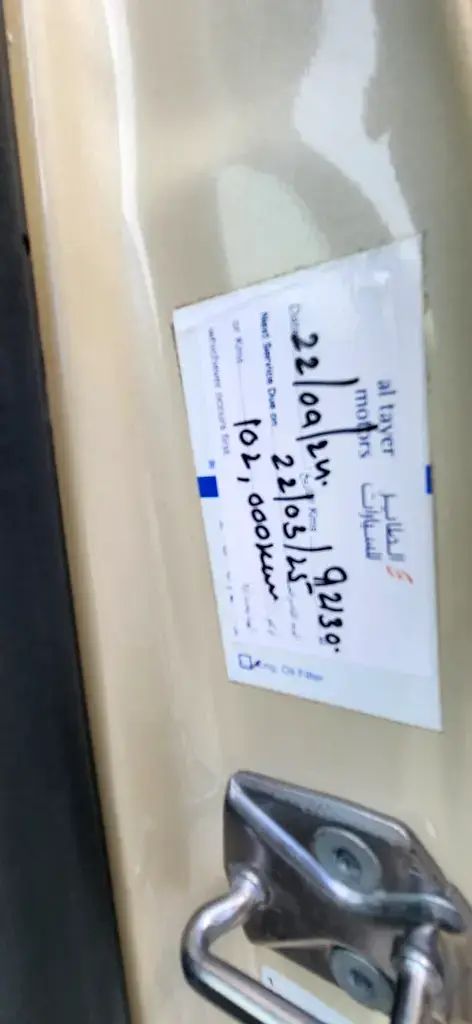 al tayer
motors
الطاير
للسيارات
Date 22/09/24. Kms 92130.
Next Service Due on 22/03/25
or Kms 102,000km
whichever occurs first
Eng. Oil Filter